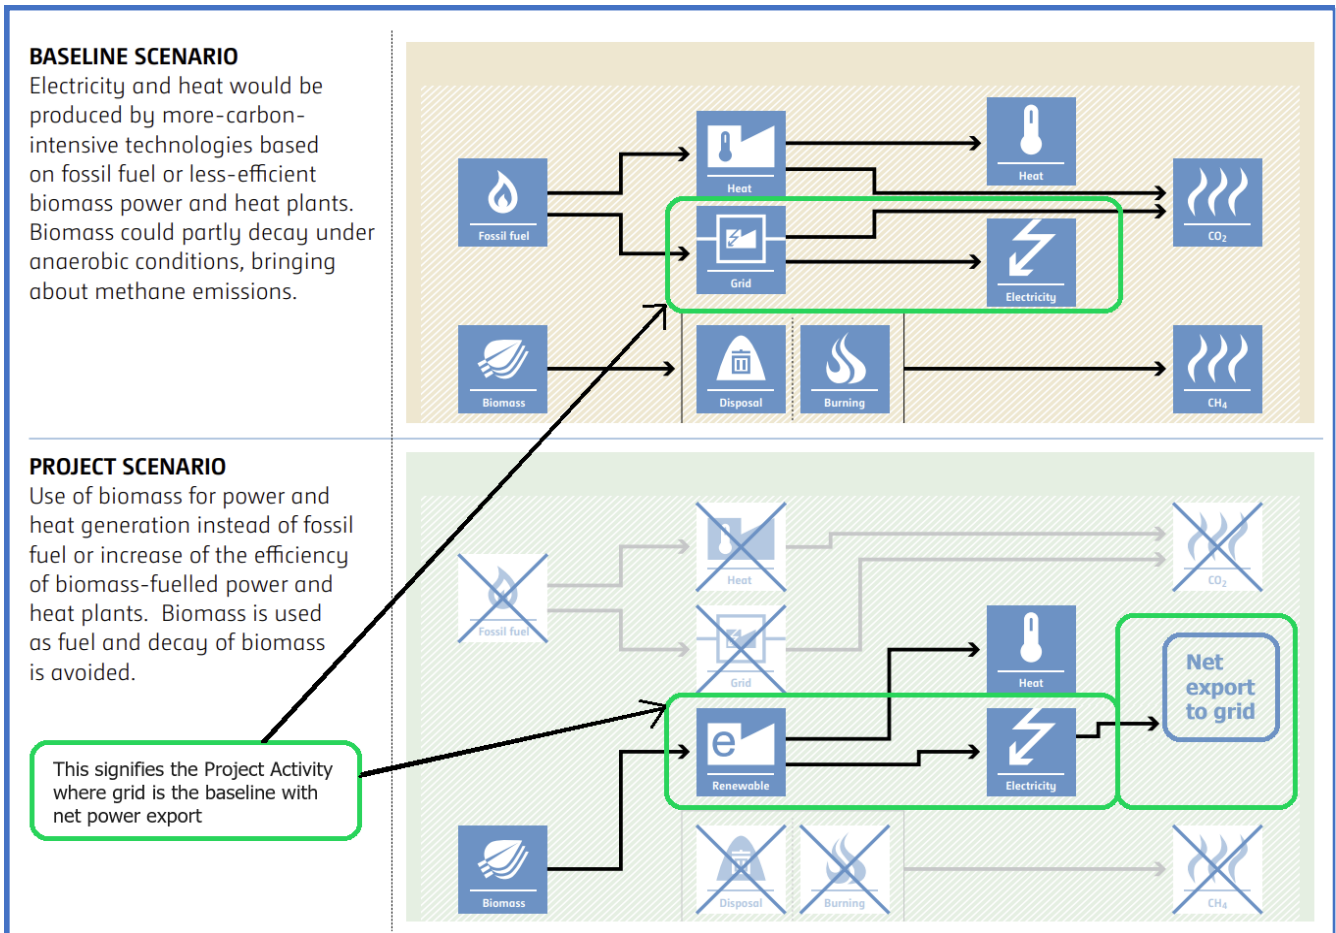 BASELINE SCENARIO
Electricity and heat would be
produced by more-carbon-
intensive technologies based
on fossil fuel or less-efficient
biomass power and heat plants.
Biomass could partly decay under
anaerobic conditions, bringing
about methane emissions.
Fossil fuel
Heat
Heat
CO₂
Grid
Electricity
Biomass
Disposal
Burning
CH₄
PROJECT SCENARIO
Use of biomass for power and
heat generation instead of fossil
fuel or increase of the efficiency
of biomass-fuelled power and
heat plants. Biomass is used
as fuel and decay of biomass
is avoided.
This signifies the Project Activity
where grid is the baseline with
net power export
Fossil fuel
Heat
CO₂
Grid
Heat
Net
export
to grid
e
Renewable
Electricity
Biomass
Disposal
Burning
CH₄